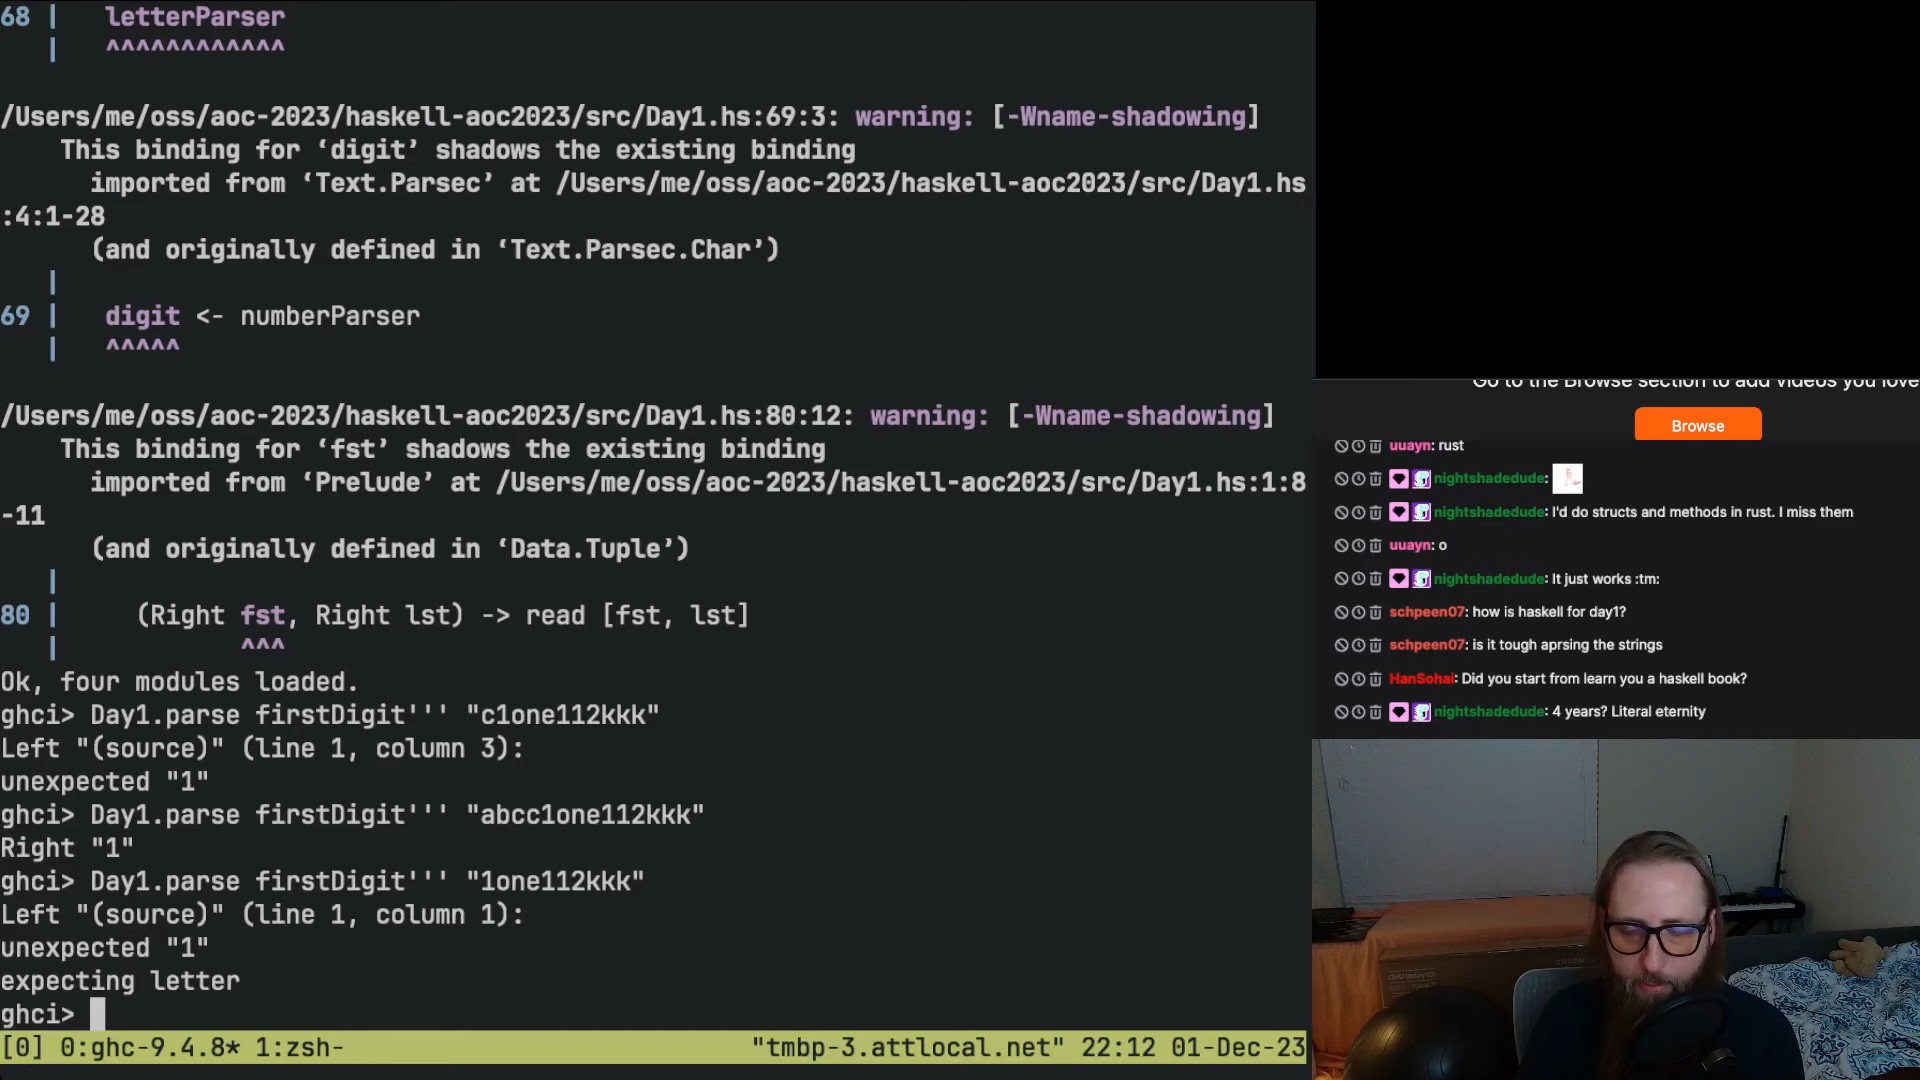 68 |   letterParser
   |   ^^^^^^^^^^^^
/Users/me/oss/aoc-2023/haskell-aoc2023/src/Day1.hs:69:3: warning: [-Wname-shadowing]
    This binding for ‘digit’ shadows the existing binding
      imported from ‘Text.Parsec’ at /Users/me/oss/aoc-2023/haskell-aoc2023/src/Day1.hs
:4:1-28
      (and originally defined in ‘Text.Parsec.Char’)
   |
69 |   digit <- numberParser
   |   ^^^^^
/Users/me/oss/aoc-2023/haskell-aoc2023/src/Day1.hs:80:12: warning: [-Wname-shadowing]
    This binding for ‘fst’ shadows the existing binding
      imported from ‘Prelude’ at /Users/me/oss/aoc-2023/haskell-aoc2023/src/Day1.hs:1:8
-11
      (and originally defined in ‘Data.Tuple’)
   |
80 |     (Right fst, Right lst) -> read [fst, lst]
   |            ^^^
Ok, four modules loaded.
ghci> Day1.parse firstDigit''' "c1one112kkk"
Left "(source)" (line 1, column 3):
unexpected "1"
ghci> Day1.parse firstDigit''' "abcc1one112kkk"
Right "1"
ghci> Day1.parse firstDigit''' "1one112kkk"
Left "(source)" (line 1, column 1):
unexpected "1"
expecting letter
ghci>
[0] 0:ghc-9.4.8* 1:zsh- "tmbp-3.attlocal.net" 22:12 01-Dec-23
Go to the Browse section to add videos you love
Browse
uuayn: rust
nightshadedude:
nightshadedude: I'd do structs and methods in rust. I miss them
uuayn: o
nightshadedude: It just works :tm:
schpeen07: how is haskell for day1?
schpeen07: is it tough aprsing the strings
HanSohai: Did you start from learn you a haskell book?
nightshadedude: 4 years? Literal eternity